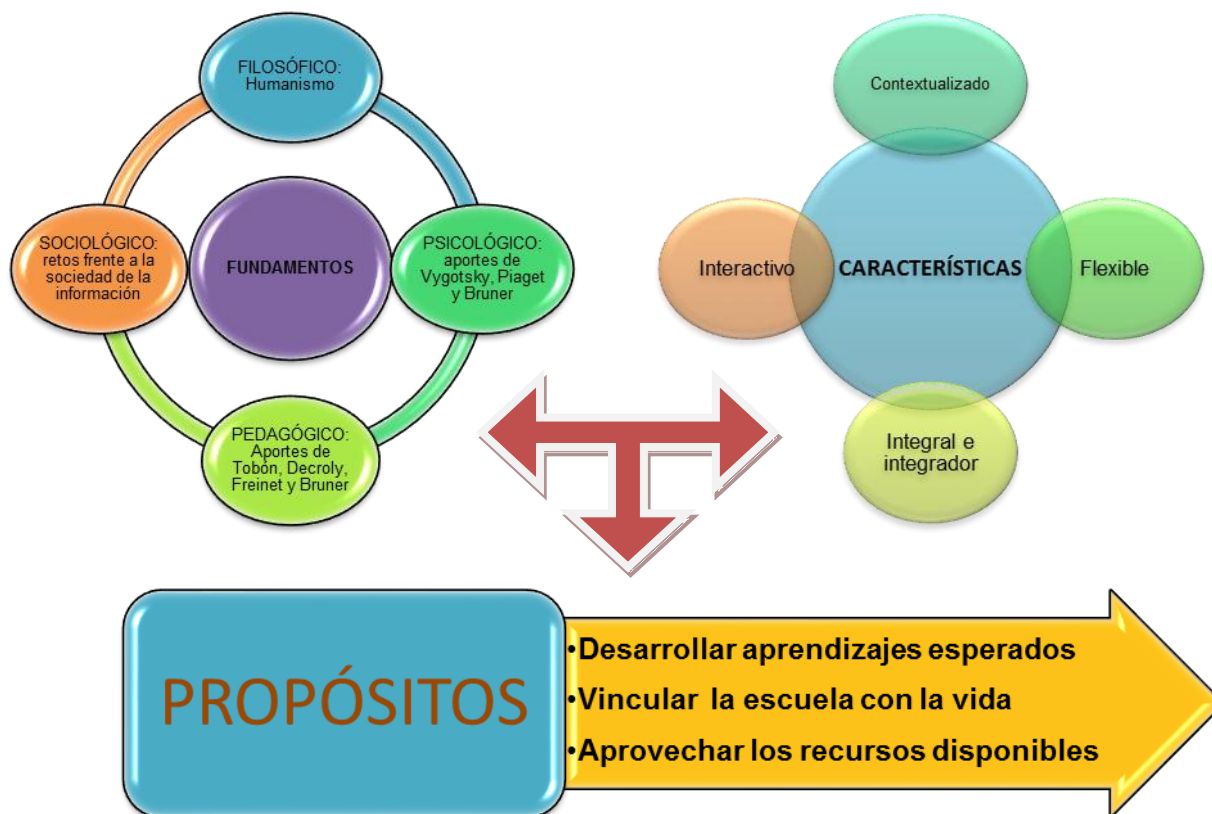 FILOSÓFICO:
Humanismo
SOCIOLÓGICO:
retos frente a la
sociedad de la
información
FUNDAMENTOS
PSICOLÓGICO:
aportes de
Vygotsky, Piaget
y Bruner
PEDAGÓGICO:
Aportes de
Tobón, Decroly,
Freinet y Bruner
Contextualizado
Interactivo
CARACTERÍSTICAS
Flexible
Integral e
integrador
PROPÓSITOS
•Desarrollar aprendizajes esperados
•Vincular la escuela con la vida
•Aprovechar los recursos disponibles